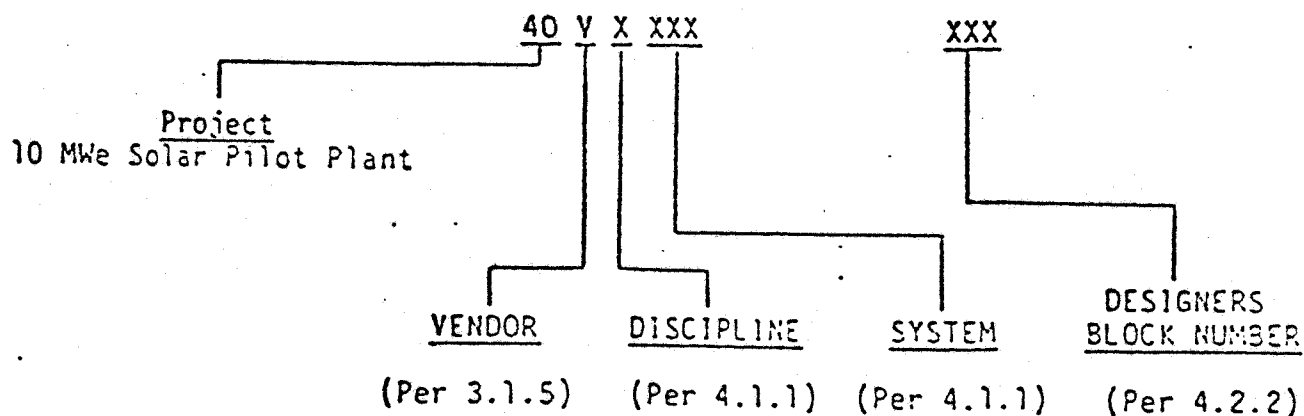 40 V X XXX XXX
Project
10 MWe Solar Pilot Plant
VENDOR DISCIPLINE SYSTEM DESIGNERS BLOCK NUMBER
(Per 3.1.5) (Per 4.1.1) (Per 4.1.1) (Per 4.2.2)